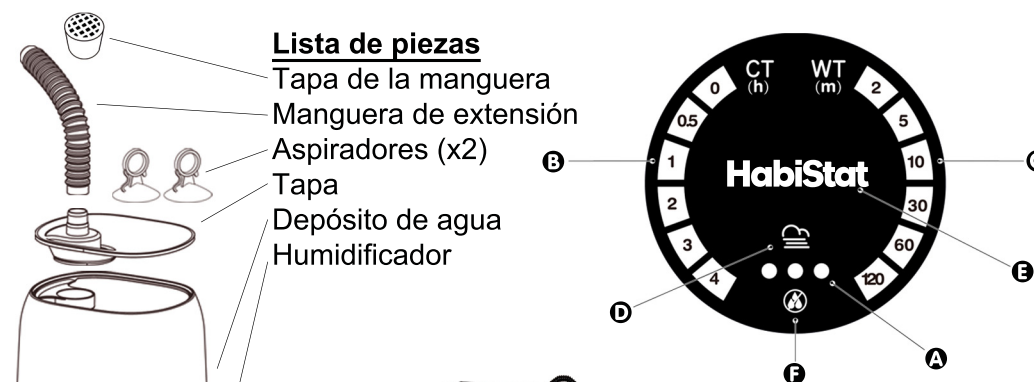 Lista de piezas
Tapa de la manguera
Manguera de extensión
Aspiradores (x2)
Tapa
Depósito de agua
Humidificador
CT WT
(h) (m)
0 2
0.5 5
B 1 10
2 30
3 60
4 120
HabiStat
E
D
A
F